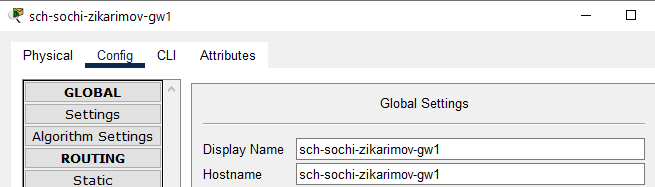 sch-sochi-zikarimov-gw1
Physical Config CLI Attributes
GLOBAL
Settings
Algorithm Settings
ROUTING
Static
Global Settings
Display Name sch-sochi-zikarimov-gw1
Hostname sch-sochi-zikarimov-gw1